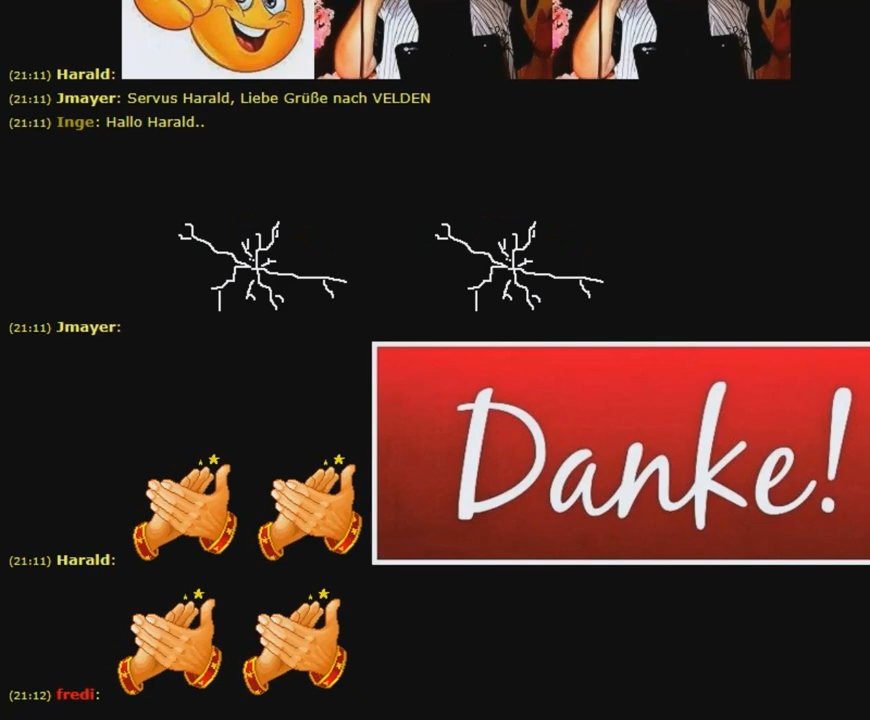 (21:11) Harald:
(21:11) Jmayer: Servus Harald, Liebe Grüße nach VELDEN
(21:11) Inge: Hallo Harald..
(21:11) Jmayer:
Danke!
(21:11) Harald:
(21:12) fredi: